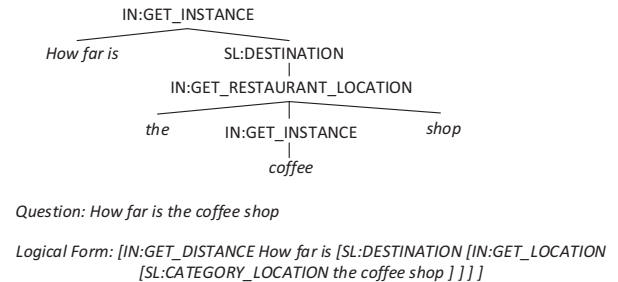 IN:GET_INSTANCE
How far is SL:DESTINATION
IN:GET_RESTAURANT_LOCATION
the IN:GET_INSTANCE shop
coffee
Question: How far is the coffee shop
Logical Form: [IN:GET_DISTANCE How far is [SL:DESTINATION [IN:GET_LOCATION
[SL:CATEGORY_LOCATION the coffee shop ] ] ] ]